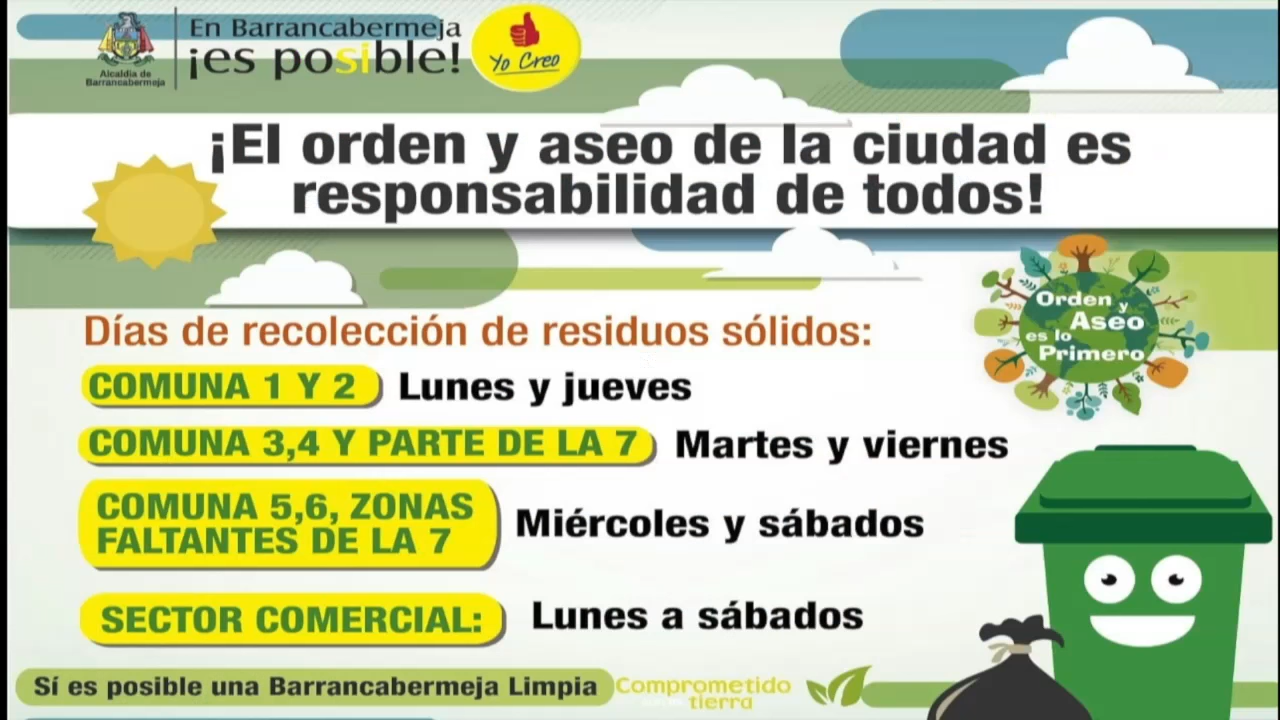 Alcaldía de
Barrancabermeja
En Barrancabermeja
¡es posible!
Yo Creo
¡El orden y aseo de la ciudad es
responsabilidad de todos!
Orden y
Aseo
es lo
Primero
Días de recolección de residuos sólidos:
COMUNA 1 Y 2 Lunes y jueves
COMUNA 3,4 Y PARTE DE LA 7 Martes y viernes
COMUNA 5,6, ZONAS
FALTANTES DE LA 7 Miércoles y sábados
SECTOR COMERCIAL: Lunes a sábados
Sí es posible una Barrancabermeja Limpia
Comprometido
tierra